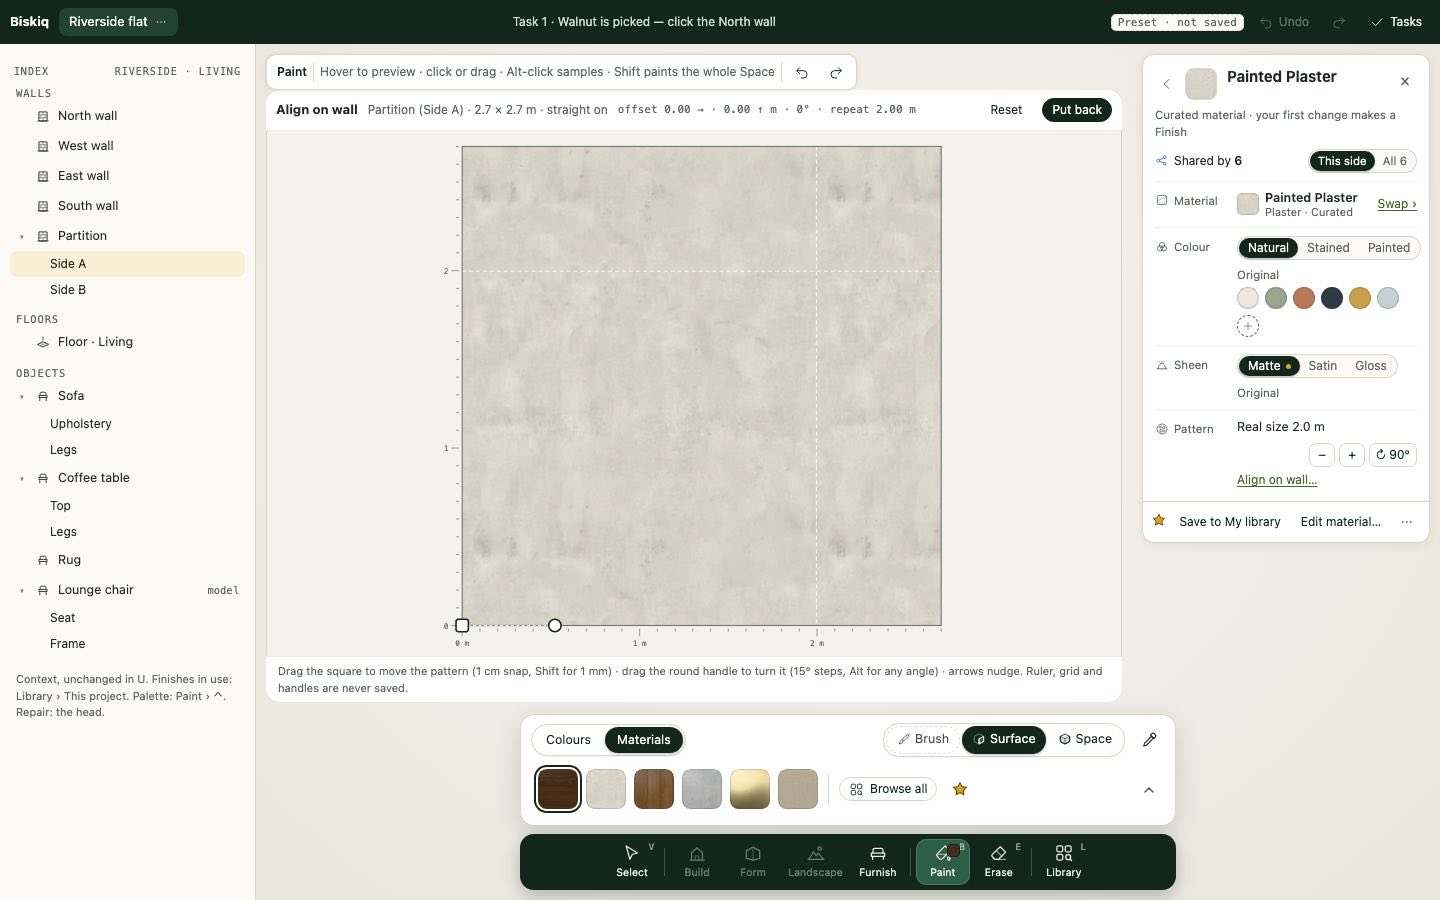 Biskiq
Riverside flat ···
Task 1 · Walnut is picked — click the North wall
Preset · not saved
Undo
Tasks
INDEX
RIVERSIDE · LIVING
WALLS
North wall
West wall
East wall
South wall
Partition
Side A
Side B
FLOORS
Floor · Living
OBJECTS
Sofa
Upholstery
Legs
Coffee table
Top
Legs
Rug
Lounge chair
model
Seat
Frame
Context, unchanged in U. Finishes in use:
Library › This project. Palette: Paint › ^.
Repair: the head.
Paint
Hover to preview · click or drag · Alt-click samples · Shift paints the whole Space
Align on wall
Partition (Side A) · 2.7 × 2.7 m · straight on
offset 0.00 → · 0.00 ↑ m · 0° · repeat 2.00 m
Reset
Put back
2
1
0
0 m
1 m
2 m
Drag the square to move the pattern (1 cm snap, Shift for 1 mm) · drag the round handle to turn it (15° steps, Alt for any angle) · arrows nudge. Ruler, grid and
handles are never saved.
Painted Plaster
Curated material · your first change makes a
Finish
Shared by 6
This side
All 6
Material
Painted Plaster
Plaster · Curated
Swap ›
Colour
Natural
Stained
Painted
Original
+
Sheen
Matte
Satin
Gloss
Original
Pattern
Real size 2.0 m
−
+
↻ 90°
Align on wall...
Save to My library
Edit material...
···
Colours
Materials
Brush
Surface
Space
Browse all
Select
V
Build
Form
Landscape
Furnish
Paint
B
Erase
E
Library
L